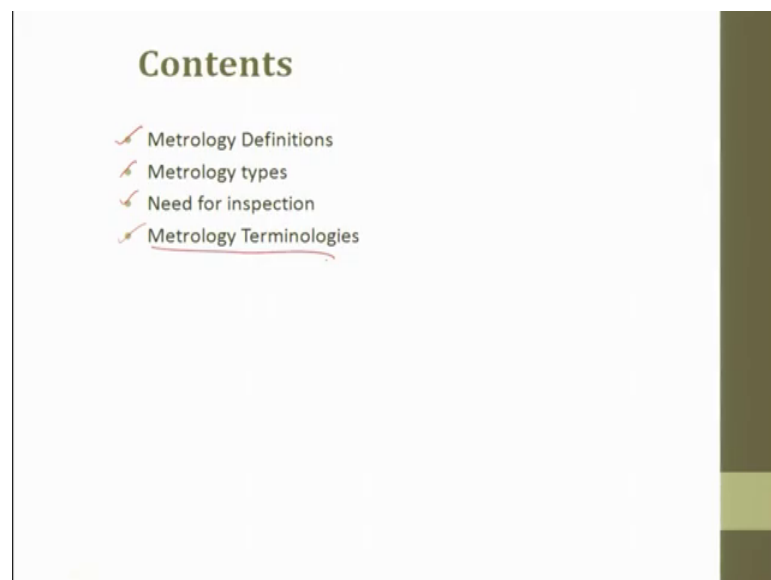 Contents
Metrology Definitions
Metrology types
Need for inspection
Metrology Terminologies